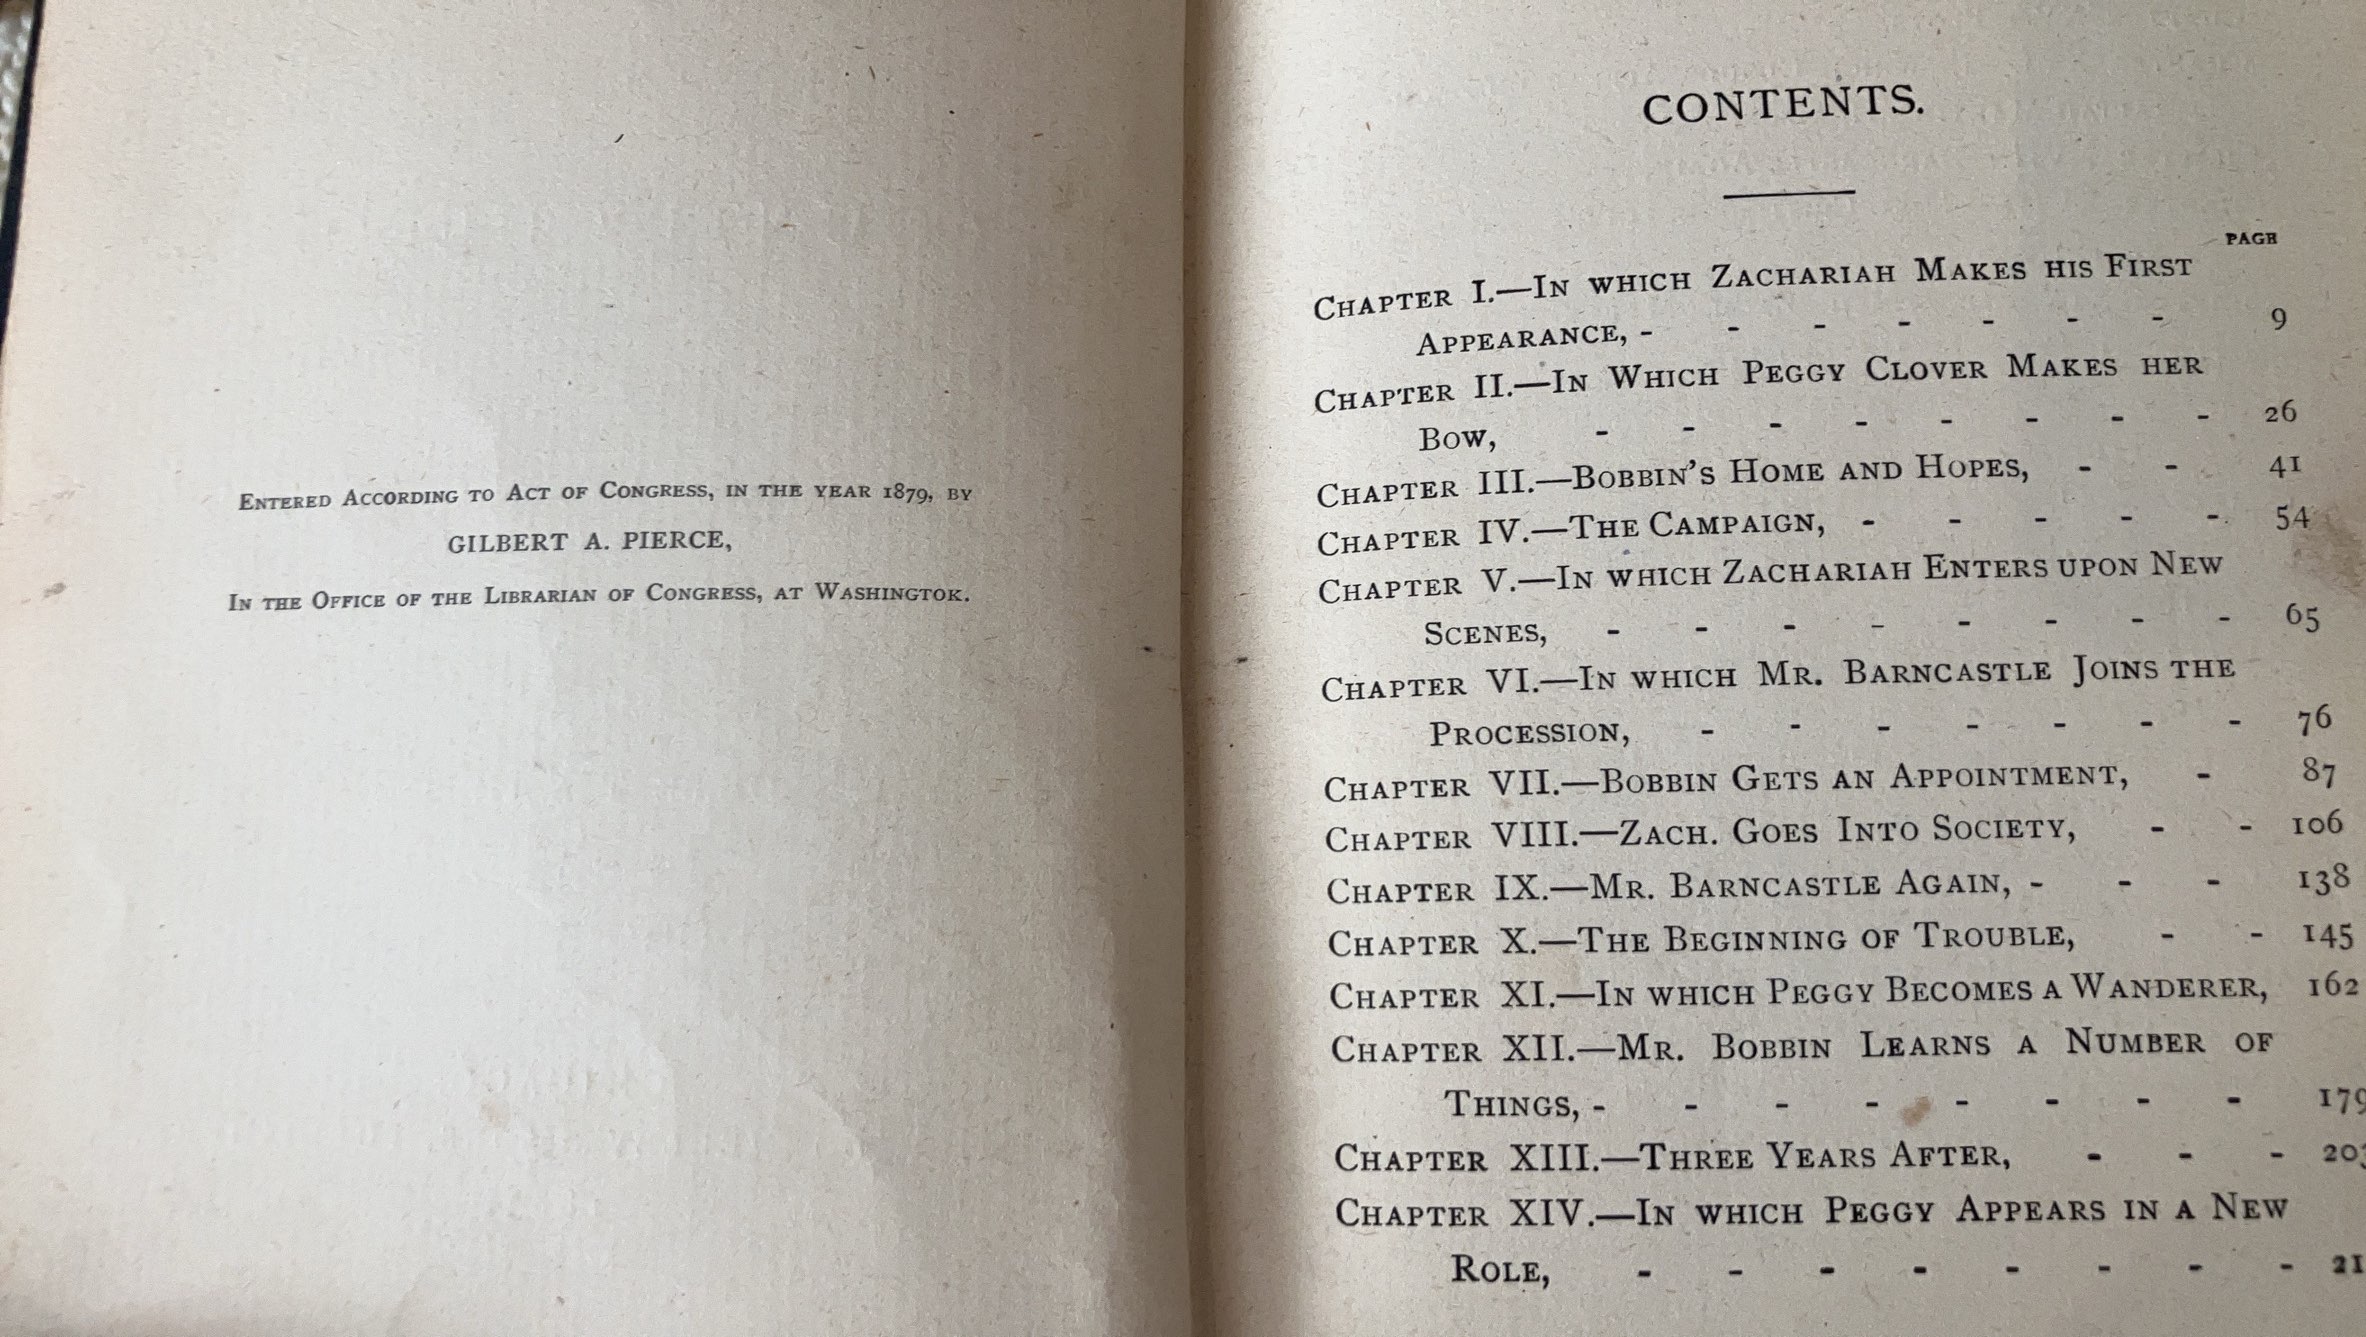 ENTERED ACCORDING TO ACT OF CONGRESS, IN THE YEAR 1879, BY
GILBERT A. PIERCE,
IN THE OFFICE OF THE LIBRARIAN OF CONGRESS, AT WASHINGTOK.
CONTENTS.
PAGE
CHAPTER I.—IN WHICH ZACHARIAH MAKES HIS FIRST
APPEARANCE, - - - - - - - 9
CHAPTER II.—IN WHICH PEGGY CLOVER MAKES HER
BOW, - - - - - - - - 26
CHAPTER III.—BOBBIN'S HOME AND HOPES, - - 41
CHAPTER IV.—THE CAMPAIGN, - - - - - 54
CHAPTER V.—IN WHICH ZACHARIAH ENTERS UPON NEW
SCENES, - - - - - - - - 65
CHAPTER VI.—IN WHICH MR. BARNCASTLE JOINS THE
PROCESSION, - - - - - - - 76
CHAPTER VII.—BOBBIN GETS AN APPOINTMENT, - 87
CHAPTER VIII.—ZACH. GOES INTO SOCIETY, - - 106
CHAPTER IX.—MR. BARNCASTLE AGAIN, - - - 138
CHAPTER X.—THE BEGINNING OF TROUBLE, - - 145
CHAPTER XI.—IN WHICH PEGGY BECOMES A WANDERER, 162
CHAPTER XII.—MR. BOBBIN LEARNS A NUMBER OF
THINGS, - - - - - - - - 179
CHAPTER XIII.—THREE YEARS AFTER, - - - 203
CHAPTER XIV.—IN WHICH PEGGY APPEARS IN A NEW
ROLE, - - - - - - - - 21